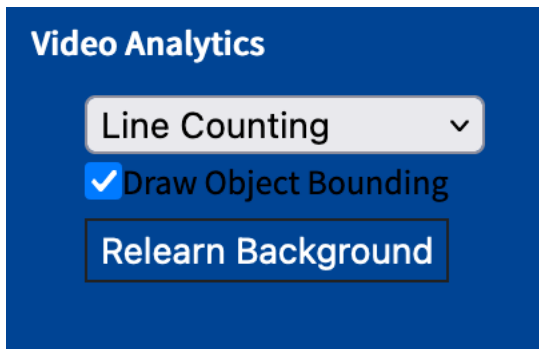 Video Analytics
Line Counting
Draw Object Bounding
Relearn Background